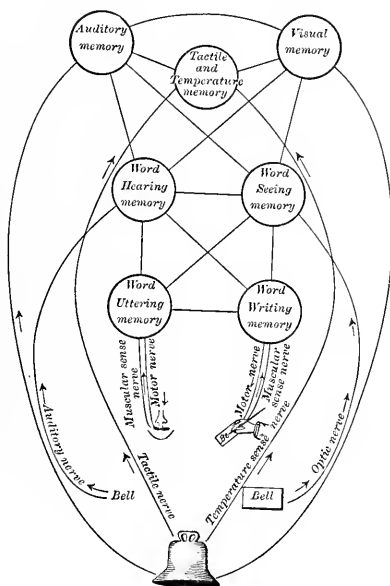 Auditory
memory
Visual
memory
Tactile
and
Temperature
memory
Word
Hearing
memory
Word
Seeing
memory
Word
Uttering
memory
Word
Writing
memory
Muscular sense
nerve
Motor nerve
Motor nerve
Muscular
sense nerve
Auditory nerve
Bell
Tactile nerve
Temperature sense
nerve
Bell
Optic nerve
Be